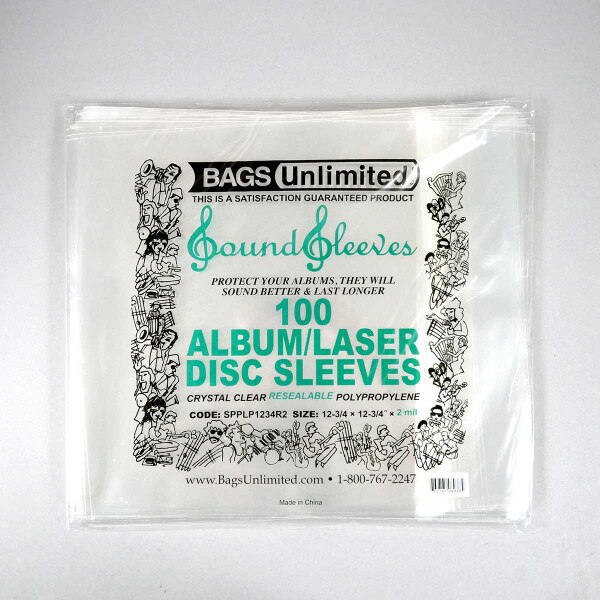 BAGS Unlimited
THIS IS A SATISFACTION GUARANTEED PRODUCT
Sound Sleeves
PROTECT YOUR ALBUMS, THEY WILL
SOUND BETTER & LAST LONGER
100
ALBUM/LASER
DISC SLEEVES
CRYSTAL CLEAR RESEALABLE POLYPROPYLENE
CODE: SPPLP1234R2 SIZE: 12-3/4 × 12-3/4" × 2 mil
www.BagsUnlimited.com • 1-800-767-2247
Made in China